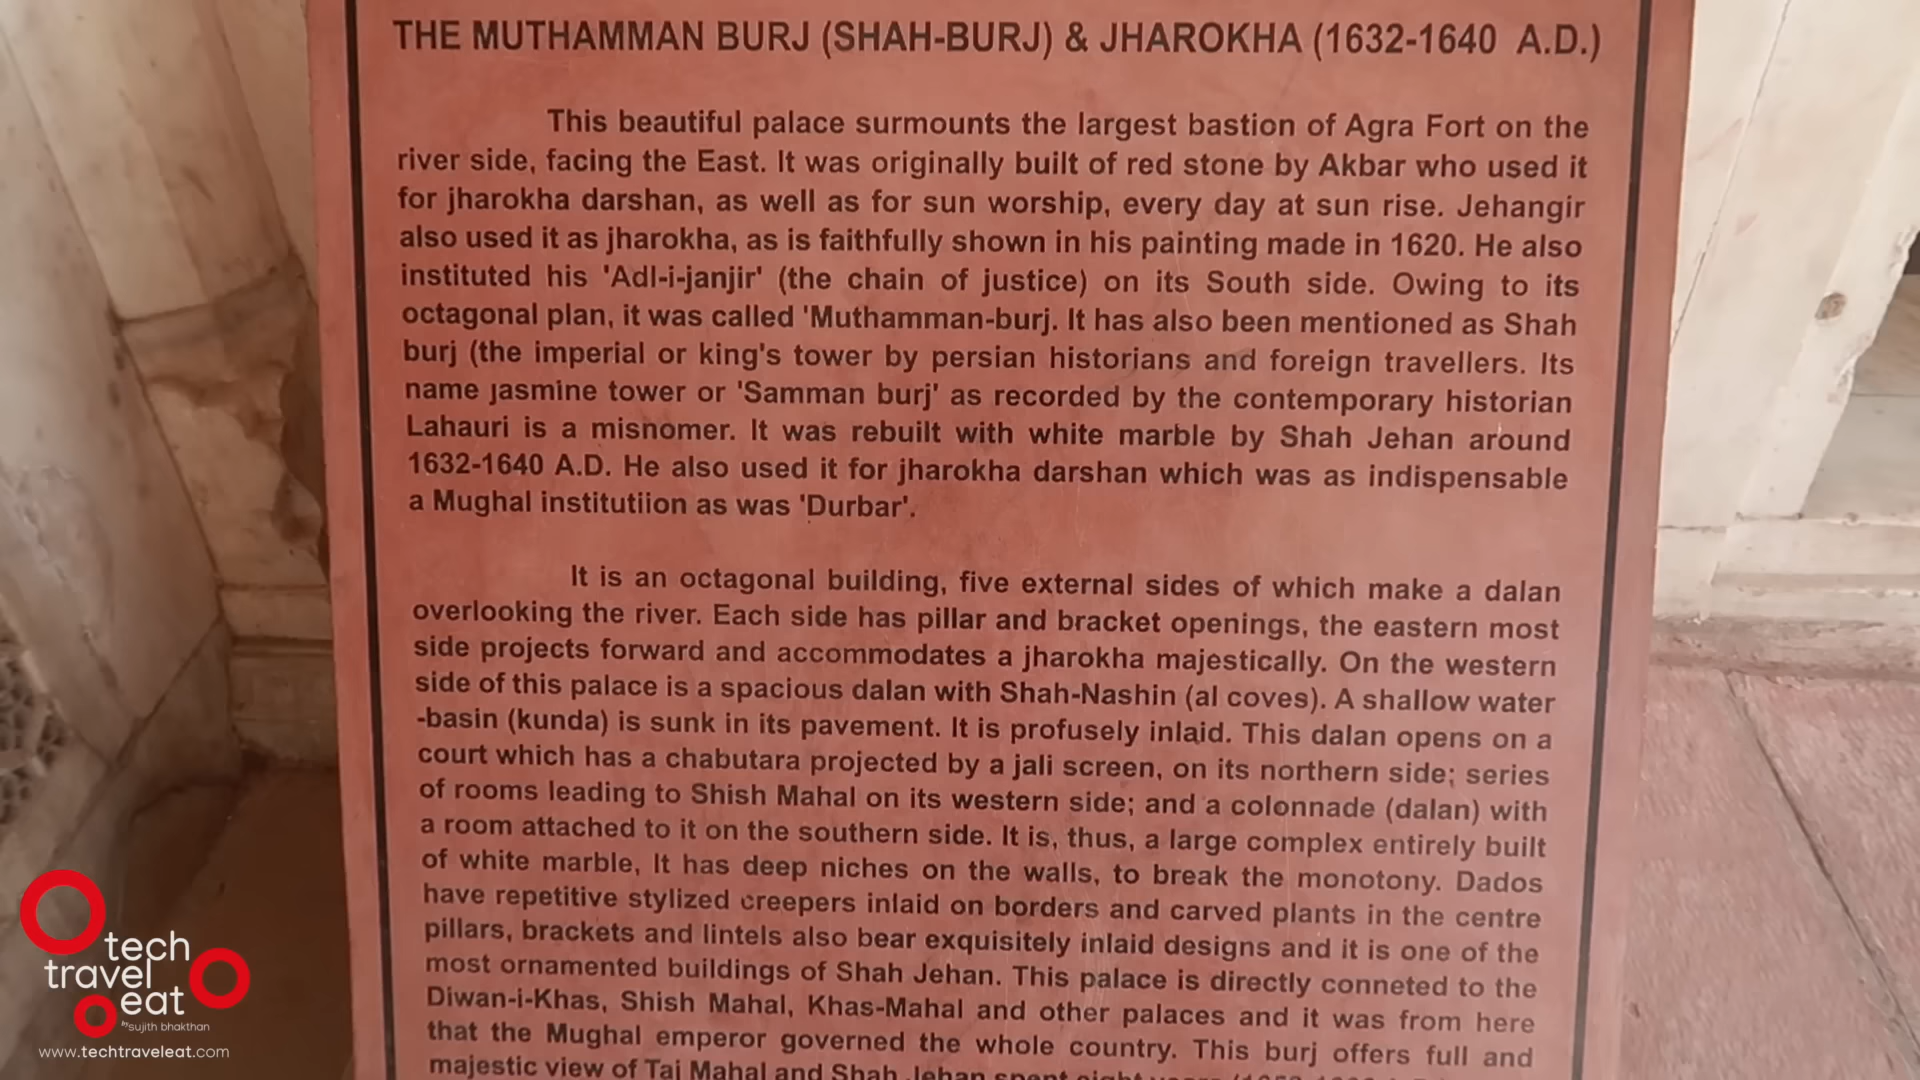 THE MUTHAMMAN BURJ (SHAH-BURJ) & JHAROKHA (1632-1640 A.D.)
This beautiful palace surmounts the largest bastion of Agra Fort on the
river side, facing the East. It was originally built of red stone by Akbar who used it
for jharokha darshan, as well as for sun worship, every day at sun rise. Jehangir
also used it as jharokha, as is faithfully shown in his painting made in 1620. He also
instituted his 'Adl-i-janjir' (the chain of justice) on its South side. Owing to its
octagonal plan, it was called 'Muthamman-burj. It has also been mentioned as Shah
burj (the imperial or king's tower by persian historians and foreign travellers. Its
name jasmine tower or 'Samman burj' as recorded by the contemporary historian
Lahauri is a misnomer. It was rebuilt with white marble by Shah Jehan around
1632-1640 A.D. He also used it for jharokha darshan which was as indispensable
a Mughal institutiion as was 'Durbar'.
It is an octagonal building, five external sides of which make a dalan
overlooking the river. Each side has pillar and bracket openings, the eastern most
side projects forward and accommodates a jharokha majestically. On the western
side of this palace is a spacious dalan with Shah-Nashin (al coves). A shallow water
-basin (kunda) is sunk in its pavement. It is profusely inlaid. This dalan opens on a
court which has a chabutara projected by a jali screen, on its northern side; series
of rooms leading to Shish Mahal on its western side; and a colonnade (dalan) with
a room attached to it on the southern side. It is, thus, a large complex entirely built
of white marble, It has deep niches on the walls, to break the monotony. Dados
have repetitive stylized creepers inlaid on borders and carved plants in the centre
pillars, brackets and lintels also bear exquisitely inlaid designs and it is one of the
most ornamented buildings of Shah Jehan. This palace is directly conneted to the
Diwan-i-Khas, Shish Mahal, Khas-Mahal and other palaces and it was from here
that the Mughal emperor governed the whole country. This burj offers full and
majestic view of Taj Mahal and Shah Jehan spent eight years
tech
travel
eat
by sujith bhakthan
www.techtraveleat.com